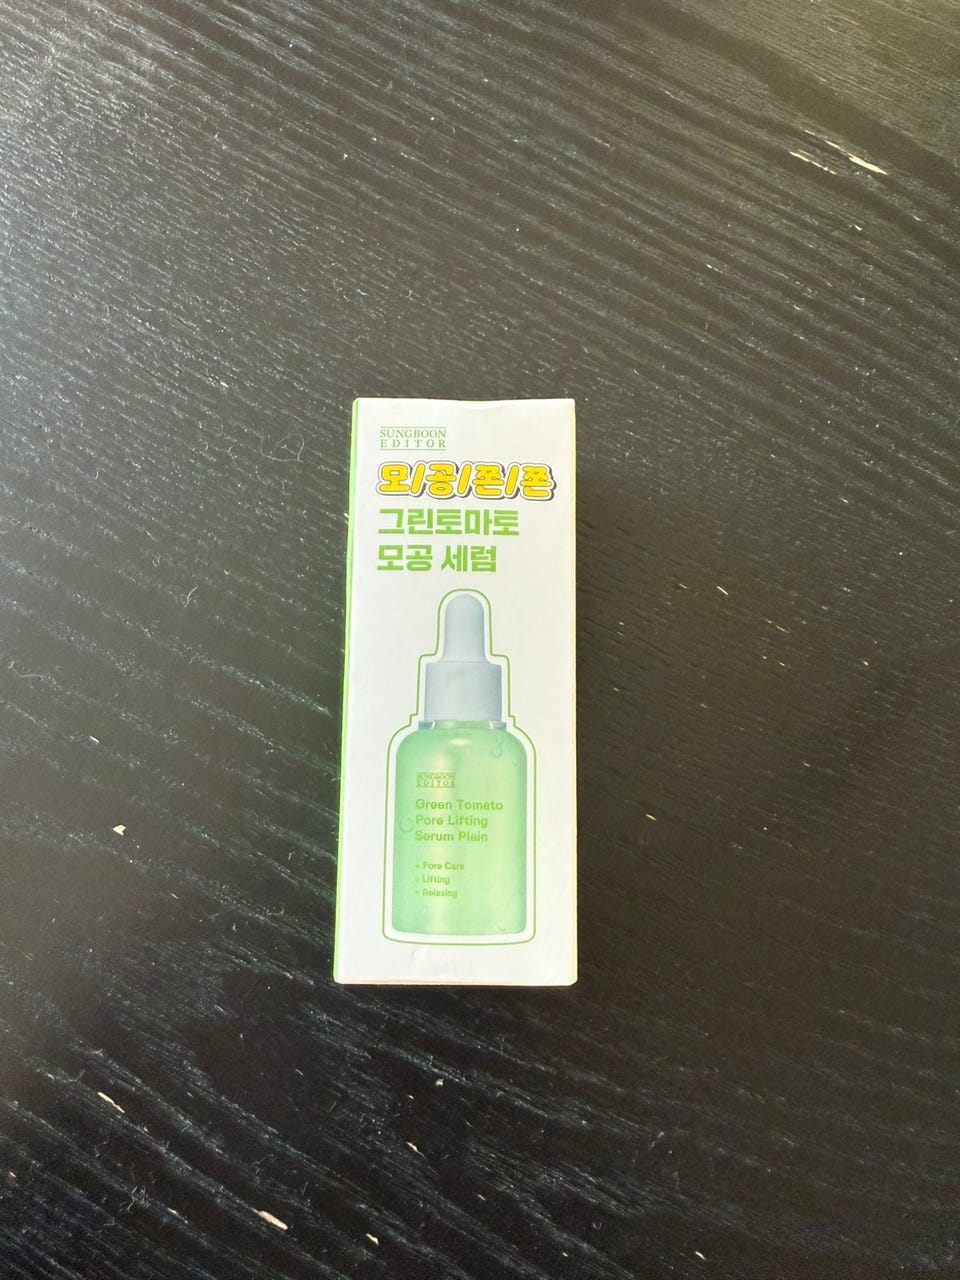 SUNGBOON
EDITOR
모/공/쫀/쫀
그린토마토
모공 세럼
SUNGBOON
EDITOR
Green Tomato
Pore Lifting
Serum Plain
+ Pore Care
+ Lifting
+ Relaxing